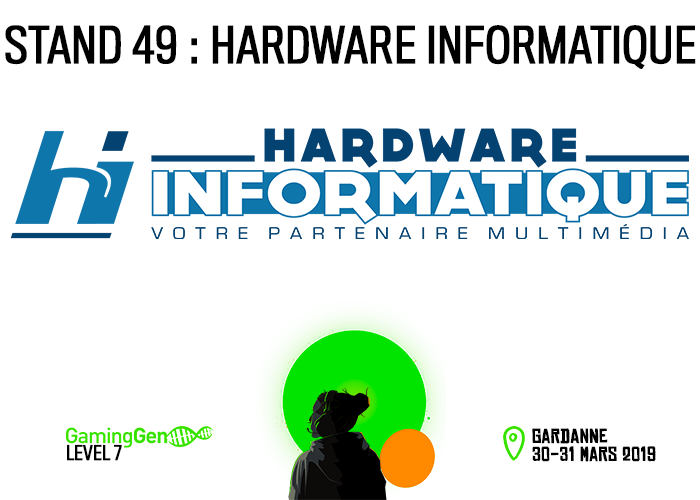 STAND 49 : HARDWARE INFORMATIQUE
hi
HARDWARE
INFORMATIQUE
VOTRE PARTENAIRE MULTIMÉDIA
GamingGen
LEVEL 7
GARDANNE
30-31 MARS 2019